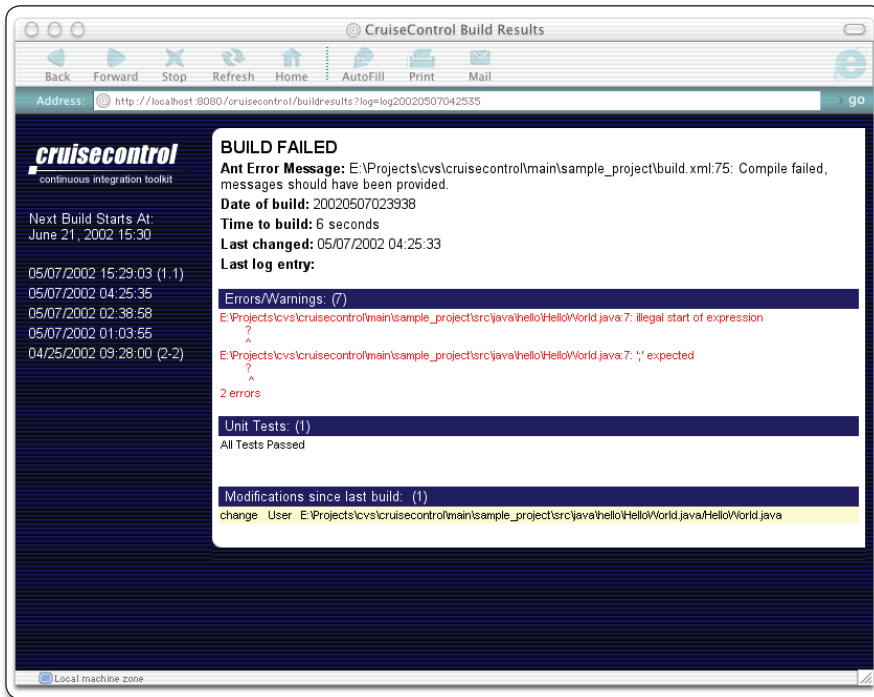 CruiseControl Build Results
Back Forward Stop Refresh Home AutoFill Print Mail
Address: http://localhost:8080/cruisecontrol/buildresults?log=log20020507042535 go
cruisecontrol
continuous integration toolkit
Next Build Starts At:
June 21, 2002 15:30
05/07/2002 15:29:03 (1.1)
05/07/2002 04:25:35
05/07/2002 02:38:58
05/07/2002 01:03:55
04/25/2002 09:28:00 (2-2)
BUILD FAILED
Ant Error Message: E:\Projects\cvs\cruisecontrol\main\sample_project\build.xml:75: Compile failed,
messages should have been provided.
Date of build: 20020507023938
Time to build: 6 seconds
Last changed: 05/07/2002 04:25:33
Last log entry:
Errors/Warnings: (7)
E:\Projects\cvs\cruisecontrol\main\sample_project\src\java\hello\HelloWorld.java:7: illegal start of expression
?
^
E:\Projects\cvs\cruisecontrol\main\sample_project\src\java\hello\HelloWorld.java:7: ';' expected
?
^
2 errors
Unit Tests: (1)
All Tests Passed
Modifications since last build: (1)
change User E:\Projects\cvs\cruisecontrol\main\sample_project\src\java\hello\HelloWorld.java/HelloWorld.java
Local machine zone